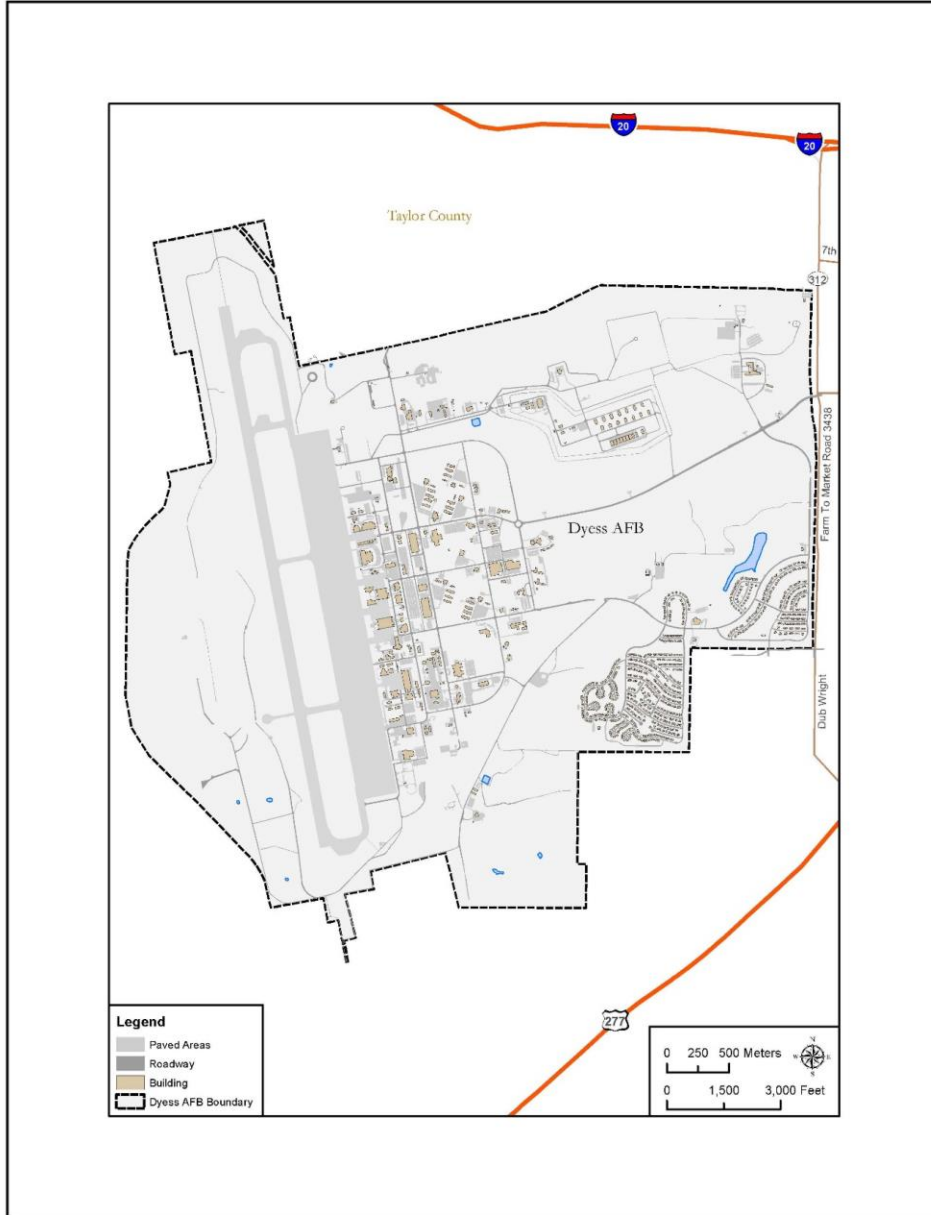 20
20
Taylor County
7th
312
Dyess AFB
Farm To Market Road 3438
Dub Wright
277
Legend
Paved Areas
Roadway
Building
Dyess AFB Boundary
0 250 500 Meters
0 1,500 3,000 Feet
N
W E
S